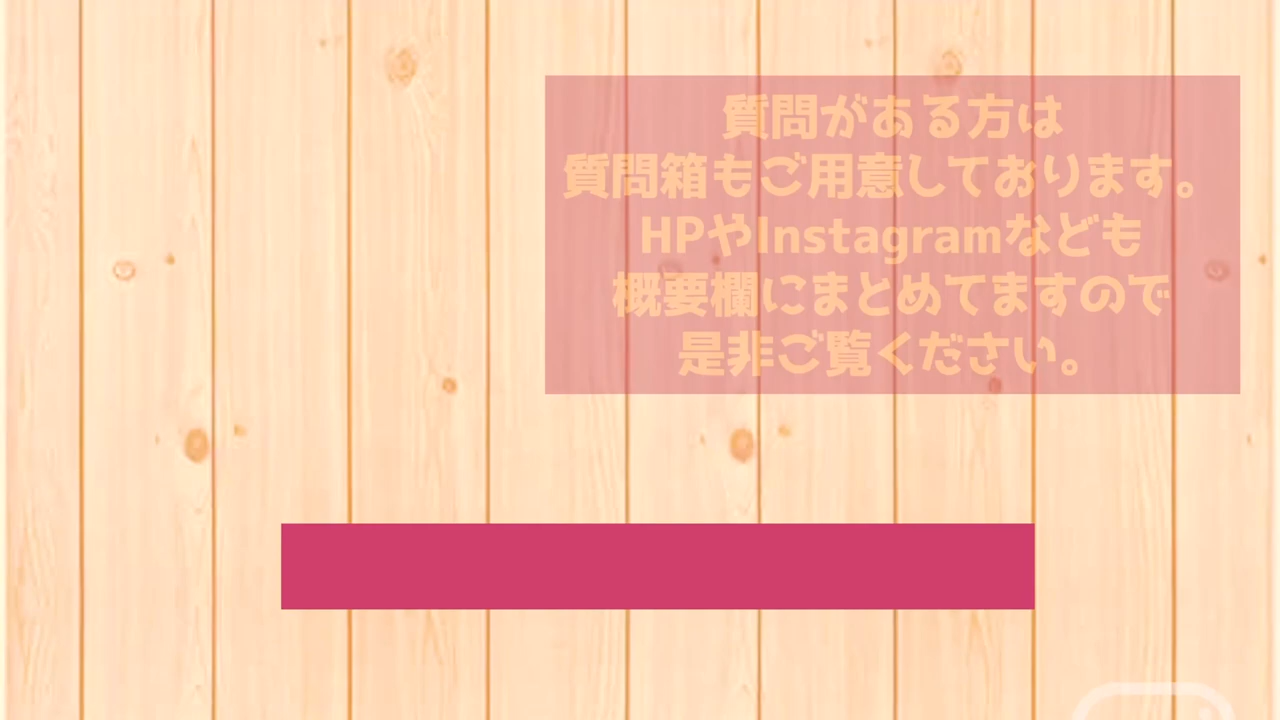 質問がある方は
質問箱もご用意しております。
HPやInstagramなども
概要欄にまとめてますので
是非ご覧ください。